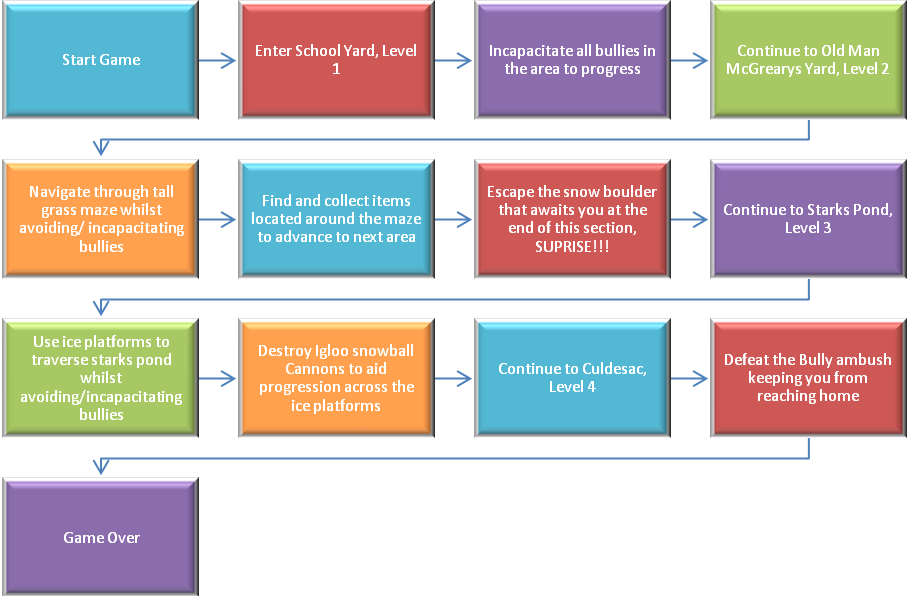 Start Game
Enter School Yard, Level
1
Incapacitate all bullies in
the area to progress
Continue to Old Man
McGrearys Yard, Level 2
Navigate through tall
grass maze whilst
avoiding/ incapacitating
bullies
Find and collect items
located around the maze
to advance to next area
Escape the snow boulder
that awaits you at the
end of this section,
SUPRISE!!!
Continue to Starks Pond,
Level 3
Use ice platforms to
traverse starks pond
whilst
avoiding/incapacitating
bullies
Destroy Igloo snowball
Cannons to aid
progression across the
ice platforms
Continue to Culdesac,
Level 4
Defeat the Bully ambush
keeping you from
reaching home
Game Over